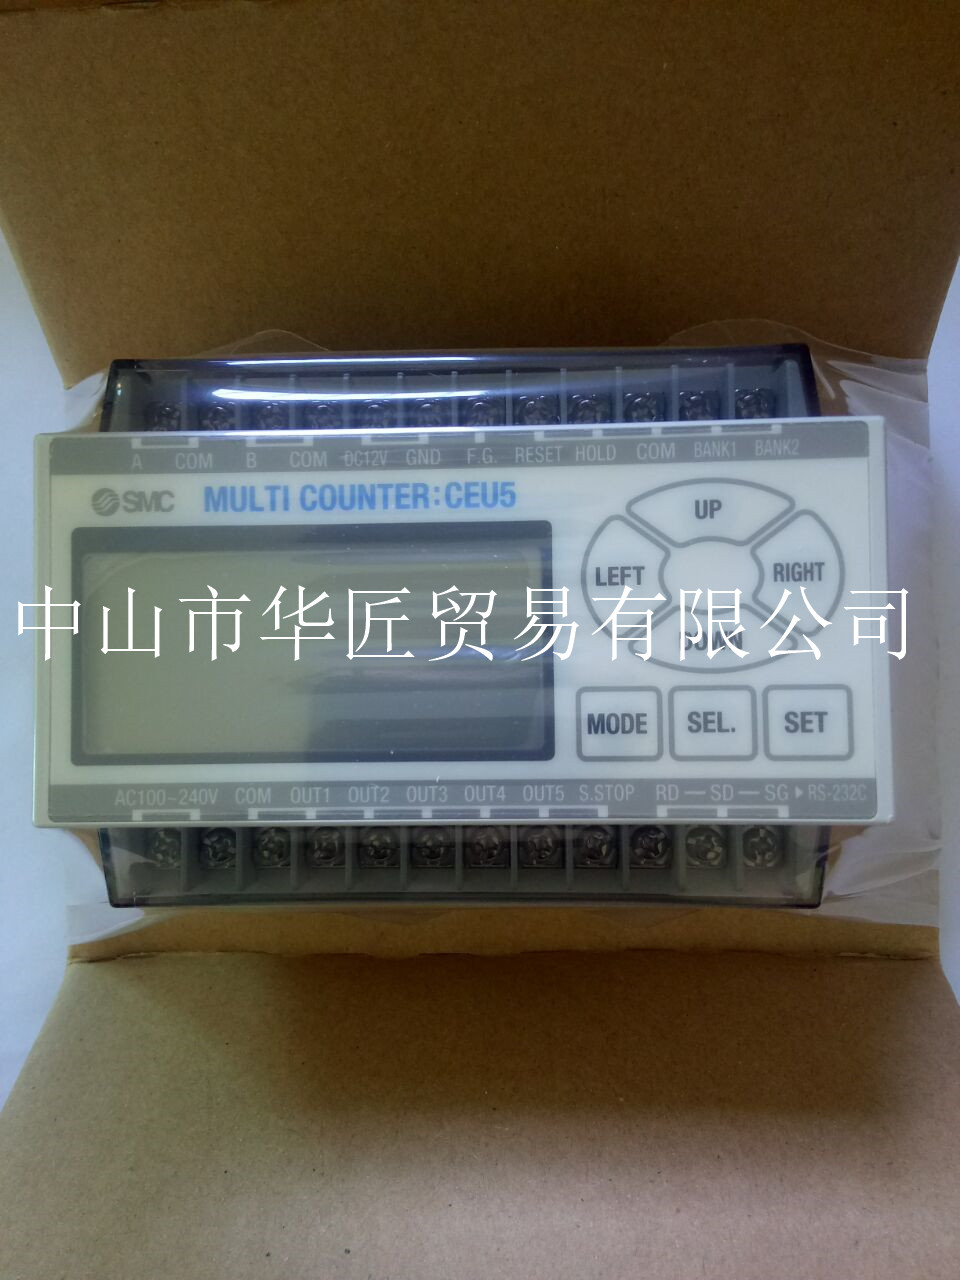 A COM B COM DC12V GND F.G. RESET HOLD COM BANK1 BANK2
SMC MULTI COUNTER:CEU5
UP
LEFT RIGHT
中山市华匠贸易有限公司
DOWN
MODE SEL. SET
AC100~240V COM OUT1 OUT2 OUT3 OUT4 OUT5 S.STOP RD SD SG ▶ RS-232C